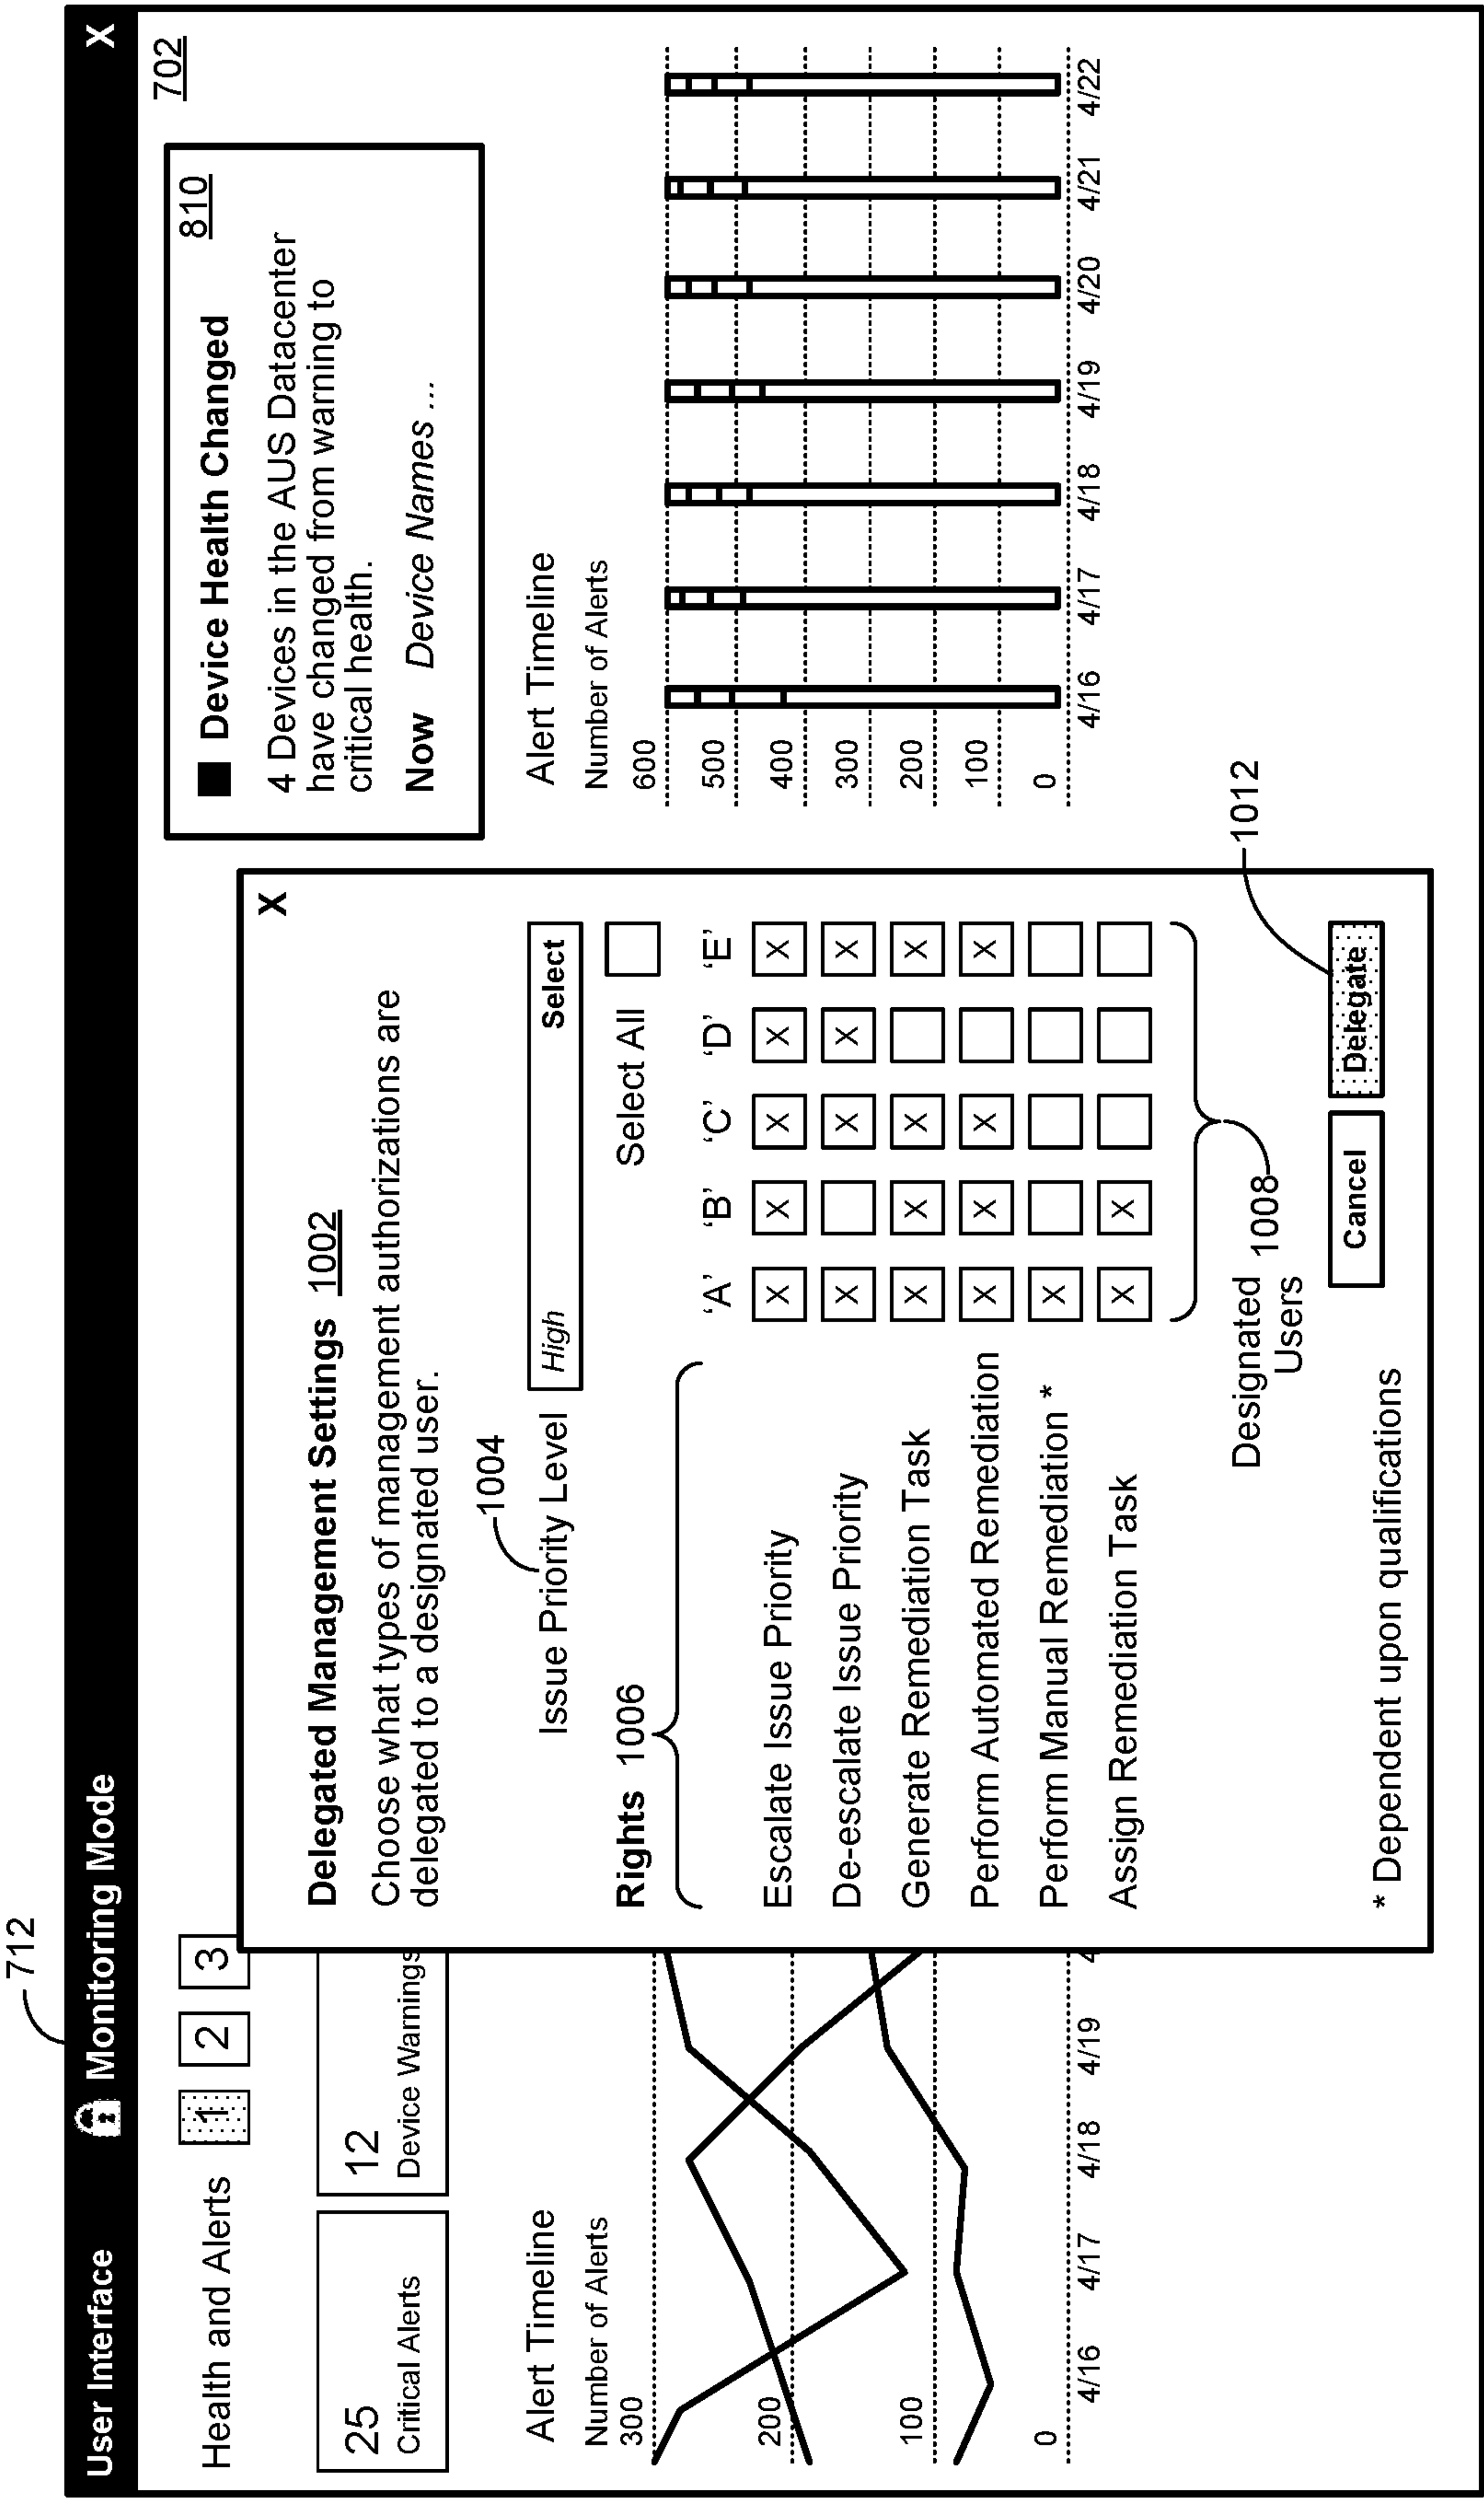 712
User Interface
Monitoring Mode
X
702
Health and Alerts
1
2
3
25
Critical Alerts
12
Device Warnings
Alert Timeline
Number of Alerts
300
200
100
0
4/16
4/17
4/18
4/19
X
Delegated Management Settings 1002
Choose what types of management authorizations are
delegated to a designated user.
1004
Issue Priority Level
High
Select
Rights 1006
Select All
'A' 'B' 'C' 'D' 'E'
Escalate Issue Priority X X X X X
De-escalate Issue Priority X X X X
Generate Remediation Task X X X X
Perform Automated Remediation X X X X
Perform Manual Remediation * X
Assign Remediation Task X X
Designated 1008
Users
* Dependent upon qualifications
Cancel
Delegate
1012
810
Device Health Changed
4 Devices in the AUS Datacenter
have changed from warning to
critical health.
Now Device Names ...
Alert Timeline
Number of Alerts
600
500
400
300
200
100
0
4/16
4/17
4/18
4/19
4/20
4/21
4/22